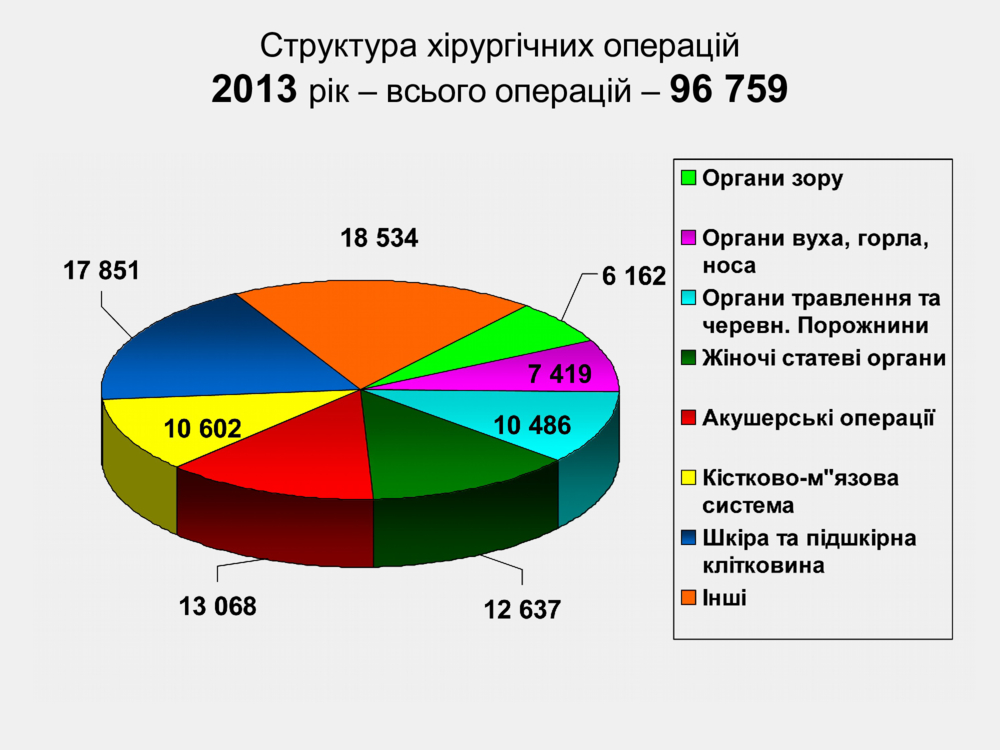 Структура хірургічних операцій
2013 рік – всього операцій – 96 759
18 534
17 851
6 162
7 419
10 602
10 486
13 068
12 637
Органи зору
Органи вуха, горла,
носа
Органи травлення та
черевн. Порожнини
Жіночі статеві органи
Акушерські операції
Кістково-м"язова
система
Шкіра та підшкірна
клітковина
Інші